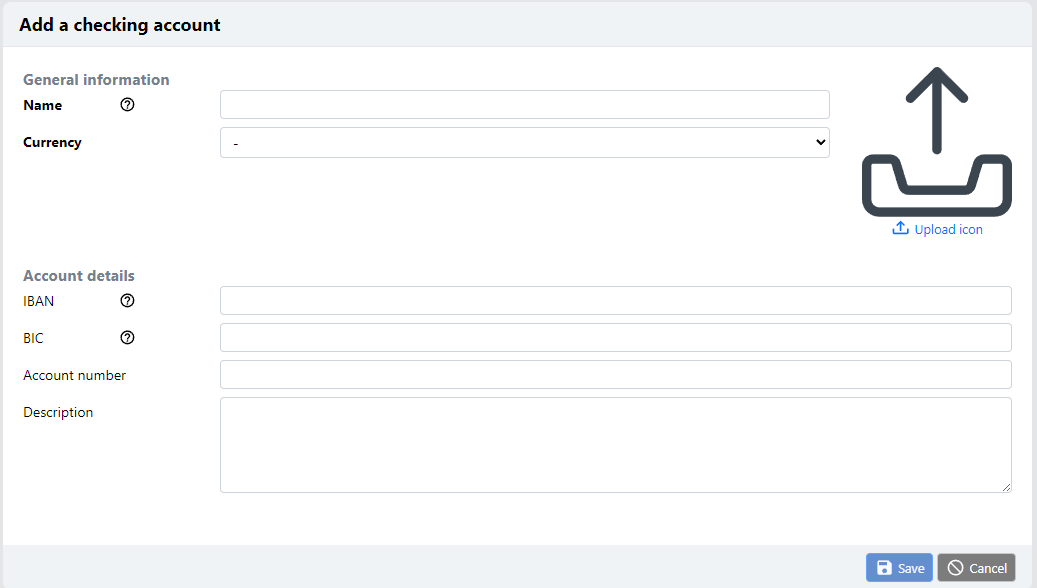 Add a checking account
General information
Name
Currency
-
Upload icon
Account details
IBAN
BIC
Account number
Description
Save
Cancel